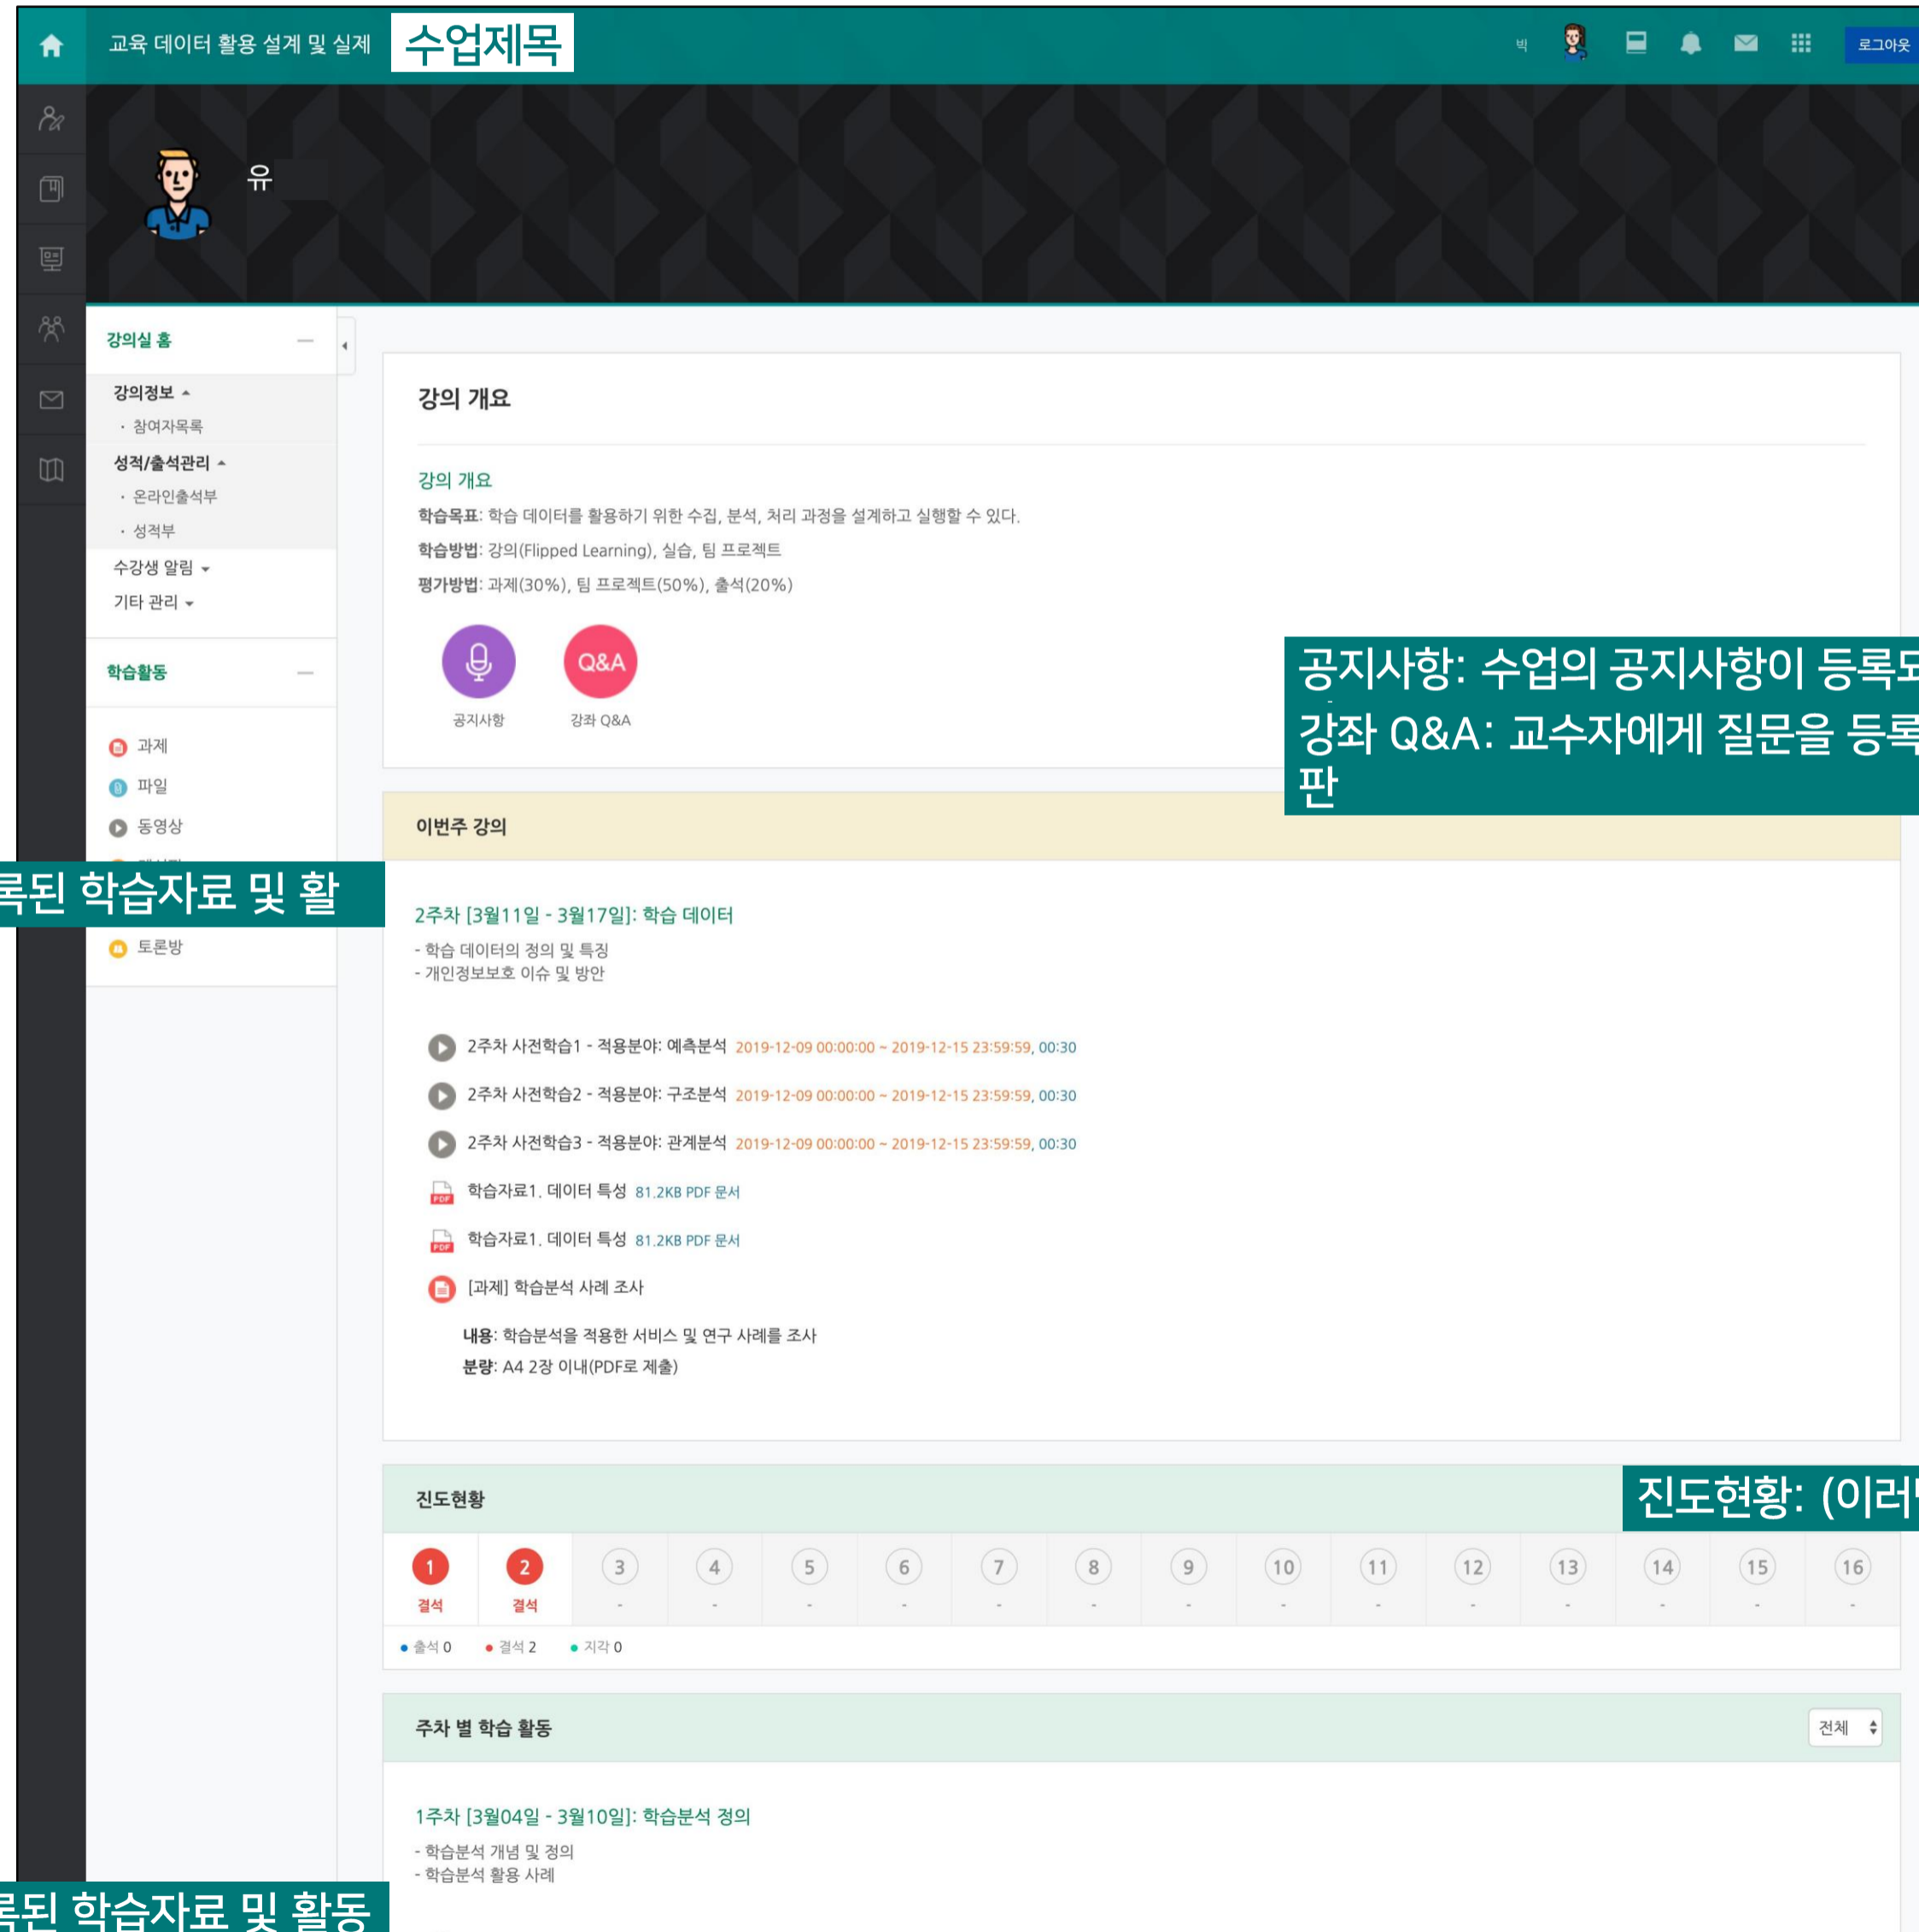 교육 데이터 활용 설계 및 실제
수업제목
빅
로그아웃
유
강의실 홈
강의정보
· 참여자목록
성적/출석관리
· 온라인출석부
· 성적부
수강생 알림
기타 관리
학습활동
과제
파일
동영상
록된 학습자료 및 활
토론방
강의 개요
강의 개요
학습목표: 학습 데이터를 활용하기 위한 수집, 분석, 처리 과정을 설계하고 실행할 수 있다.
학습방법: 강의(Flipped Learning), 실습, 팀 프로젝트
평가방법: 과제(30%), 팀 프로젝트(50%), 출석(20%)
Q&A
공지사항
강좌 Q&A
공지사항: 수업의 공지사항이 등록되
강좌 Q&A: 교수자에게 질문을 등록
판
이번주 강의
2주차 [3월11일 - 3월17일]: 학습 데이터
- 학습 데이터의 정의 및 특징
- 개인정보보호 이슈 및 방안
2주차 사전학습1 - 적용분야: 예측분석 2019-12-09 00:00:00 ~ 2019-12-15 23:59:59, 00:30
2주차 사전학습2 - 적용분야: 구조분석 2019-12-09 00:00:00 ~ 2019-12-15 23:59:59, 00:30
2주차 사전학습3 - 적용분야: 관계분석 2019-12-09 00:00:00 ~ 2019-12-15 23:59:59, 00:30
PDF 학습자료1. 데이터 특성 81.2KB PDF 문서
PDF 학습자료1. 데이터 특성 81.2KB PDF 문서
[과제] 학습분석 사례 조사
내용: 학습분석을 적용한 서비스 및 연구 사례를 조사
분량: A4 2장 이내(PDF로 제출)
진도현황
진도현황: (이러
1 2 3 4 5 6 7 8 9 10 11 12 13 14 15 16
결석 결석 - - - - - - - - - - - - - -
• 출석 0 • 결석 2 • 지각 0
주차 별 학습 활동
전체
1주차 [3월04일 - 3월10일]: 학습분석 정의
- 학습분석 개념 및 정의
- 학습분석 활용 사례
록된 학습자료 및 활동